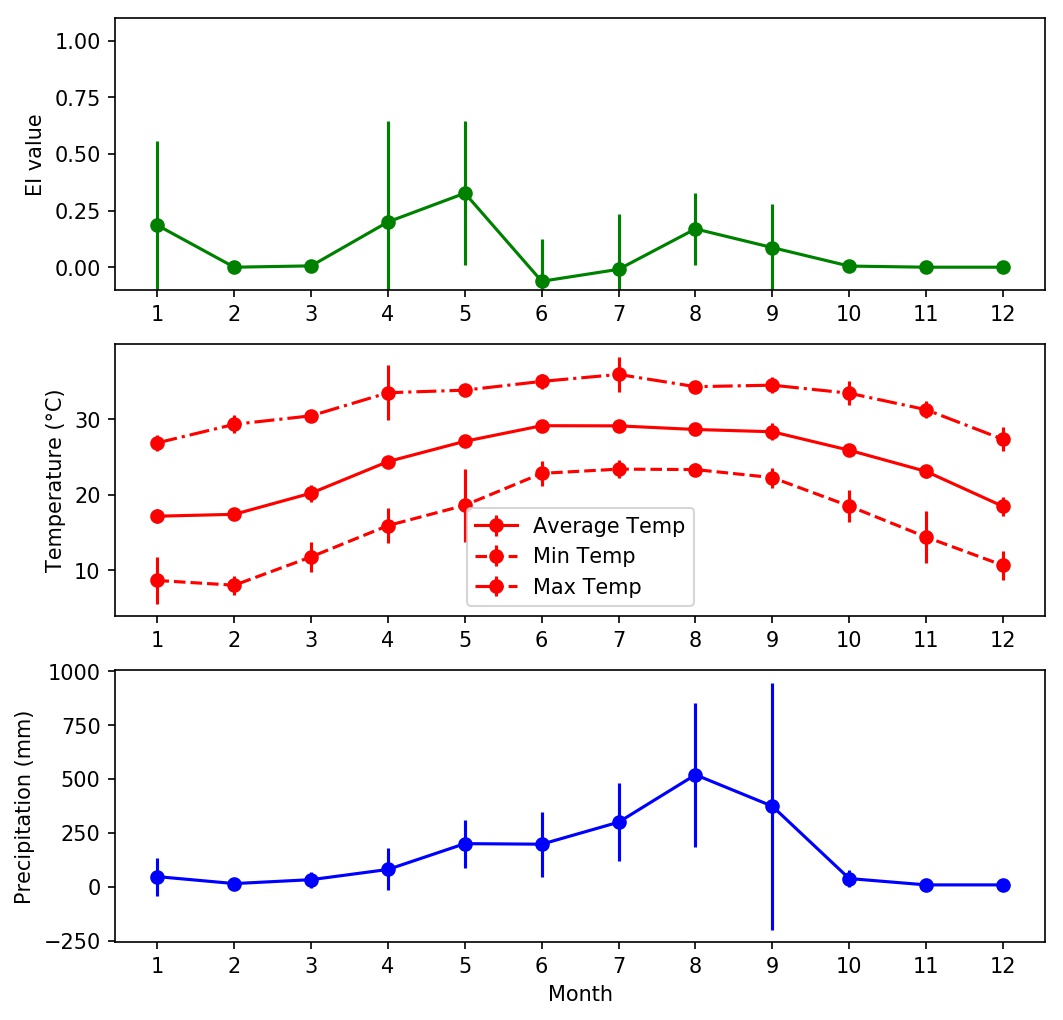 EI value
1.00
0.75
0.50
0.25
0.00
1 2 3 4 5 6 7 8 9 10 11 12
Temperature (°C)
30
20
10
Average Temp
Min Temp
Max Temp
1 2 3 4 5 6 7 8 9 10 11 12
Precipitation (mm)
1000
750
500
250
0
−250
1 2 3 4 5 6 7 8 9 10 11 12
Month